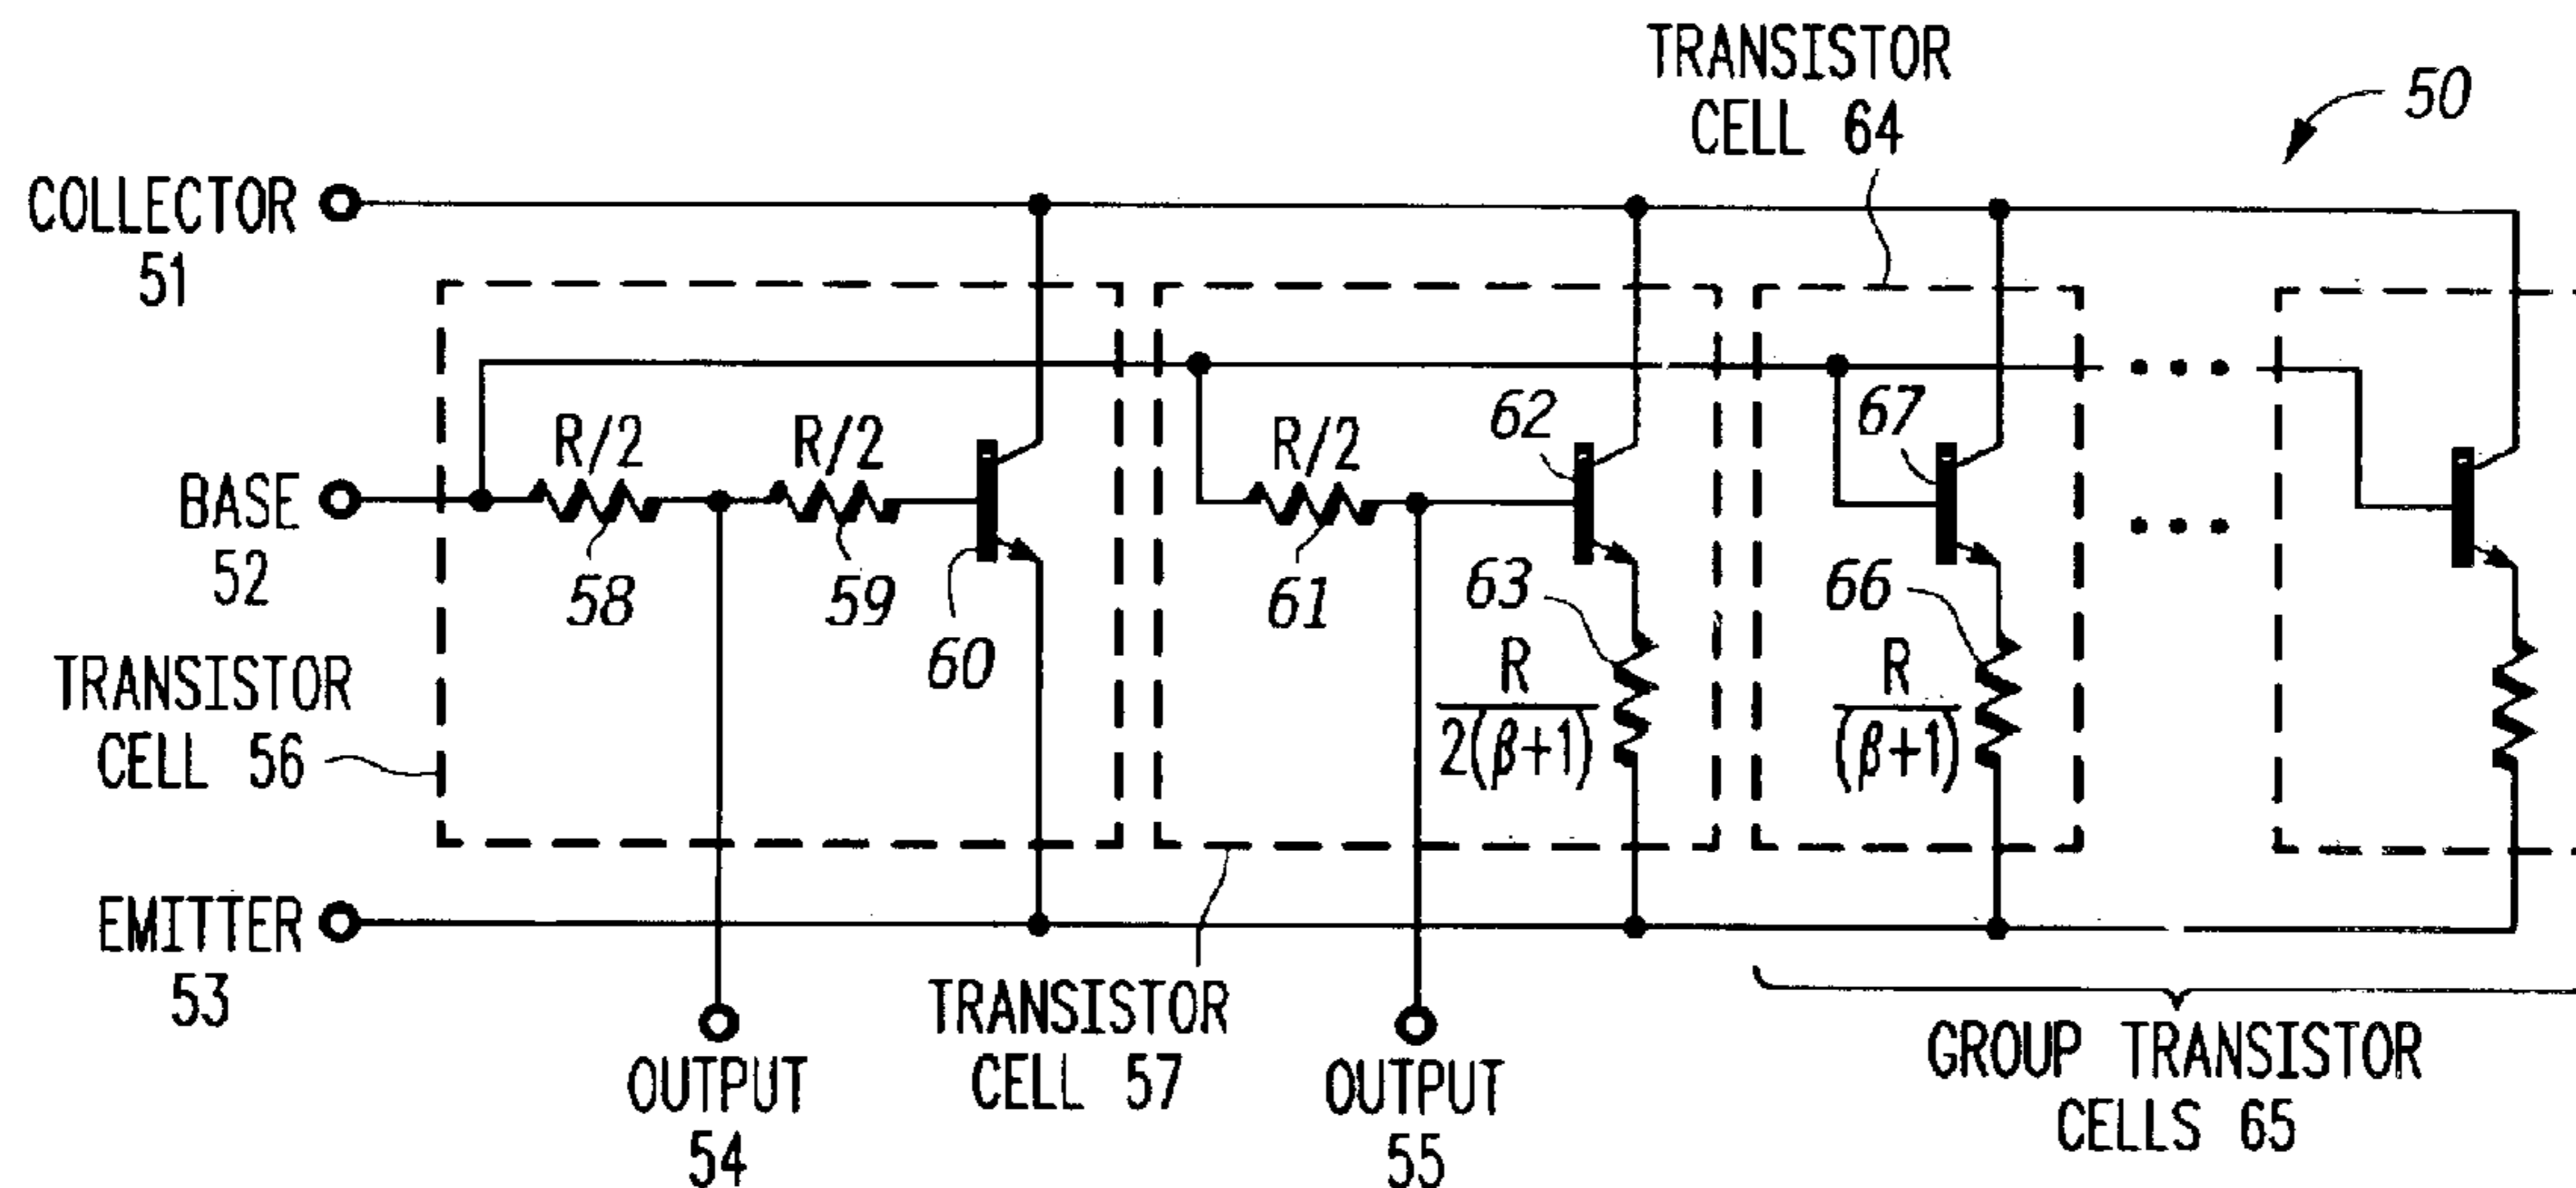 TRANSISTOR
CELL 64
50
COLLECTOR
51
BASE
52
R/2
58
R/2
59
60
R/2
61
62
63
R
2(β+1)
67
66
R
(β+1)
TRANSISTOR
CELL 56
EMITTER
53
OUTPUT
54
TRANSISTOR
CELL 57
OUTPUT
55
GROUP TRANSISTOR
CELLS 65